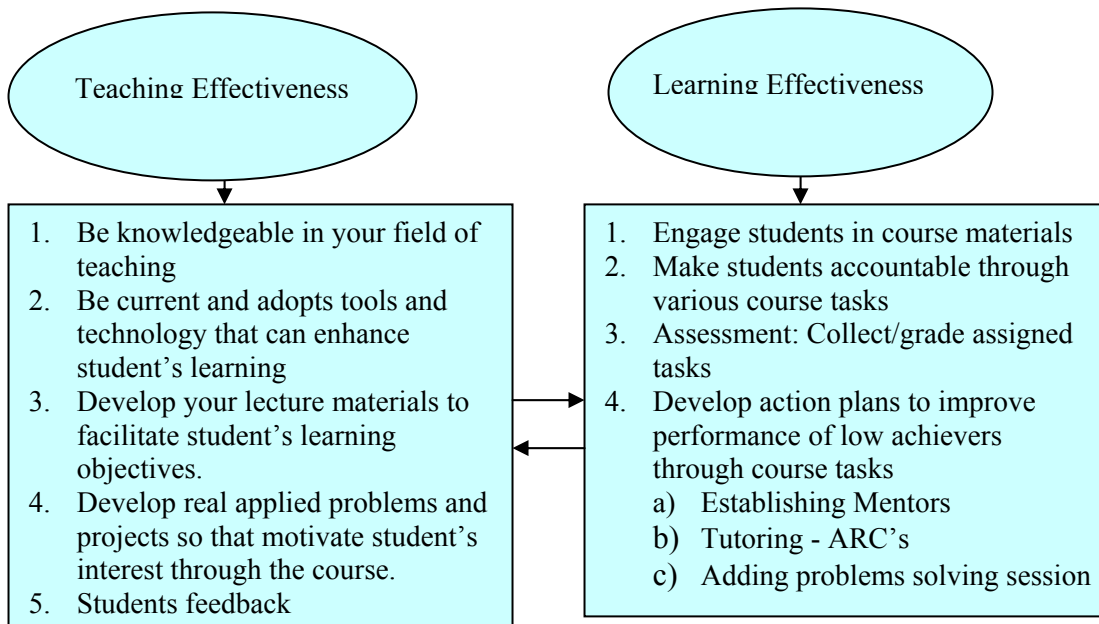 Teaching Effectiveness
1. Be knowledgeable in your field of
teaching
2. Be current and adopts tools and
technology that can enhance
student’s learning
3. Develop your lecture materials to
facilitate student’s learning
objectives.
4. Develop real applied problems and
projects so that motivate student’s
interest through the course.
5. Students feedback
Learning Effectiveness
1. Engage students in course materials
2. Make students accountable through
various course tasks
3. Assessment: Collect/grade assigned
tasks
4. Develop action plans to improve
performance of low achievers
through course tasks
a) Establishing Mentors
b) Tutoring - ARC’s
c) Adding problems solving session